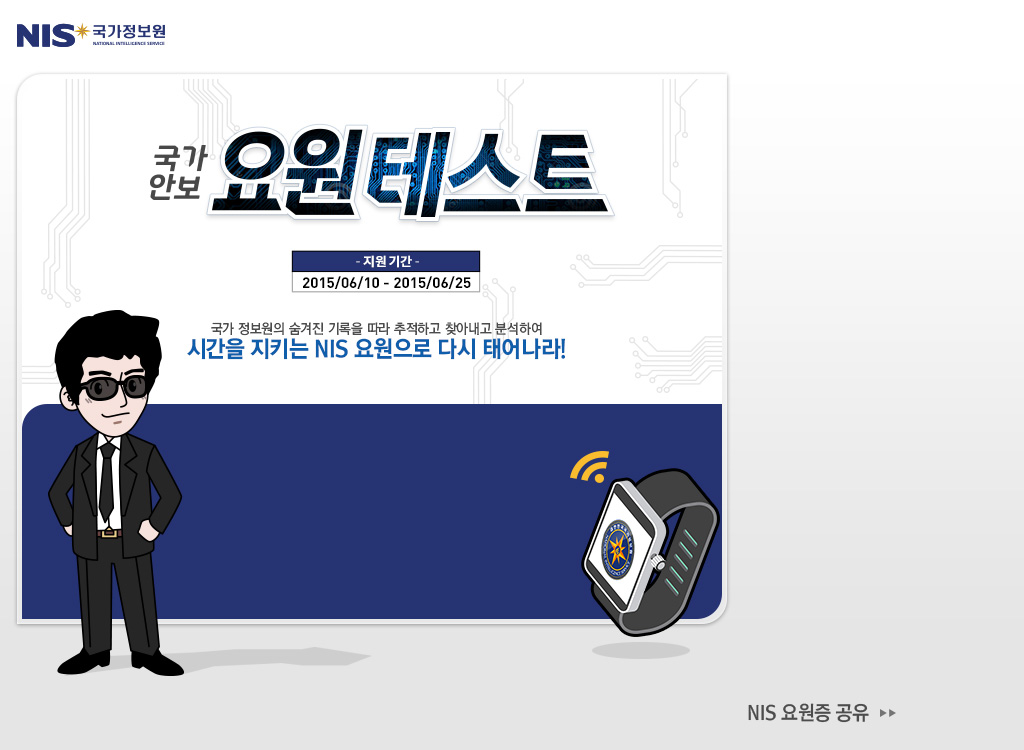 NIS 국가정보원
NATIONAL INTELLIGENCE SERVICE
국가
안보
요원테스트
- 지원 기간 -
2015/06/10 - 2015/06/25
국가 정보원의 숨겨진 기록을 따라 추적하고 찾아내고 분석하여
시간을 지키는 NIS 요원으로 다시 태어나라!
NIS 요원증 공유